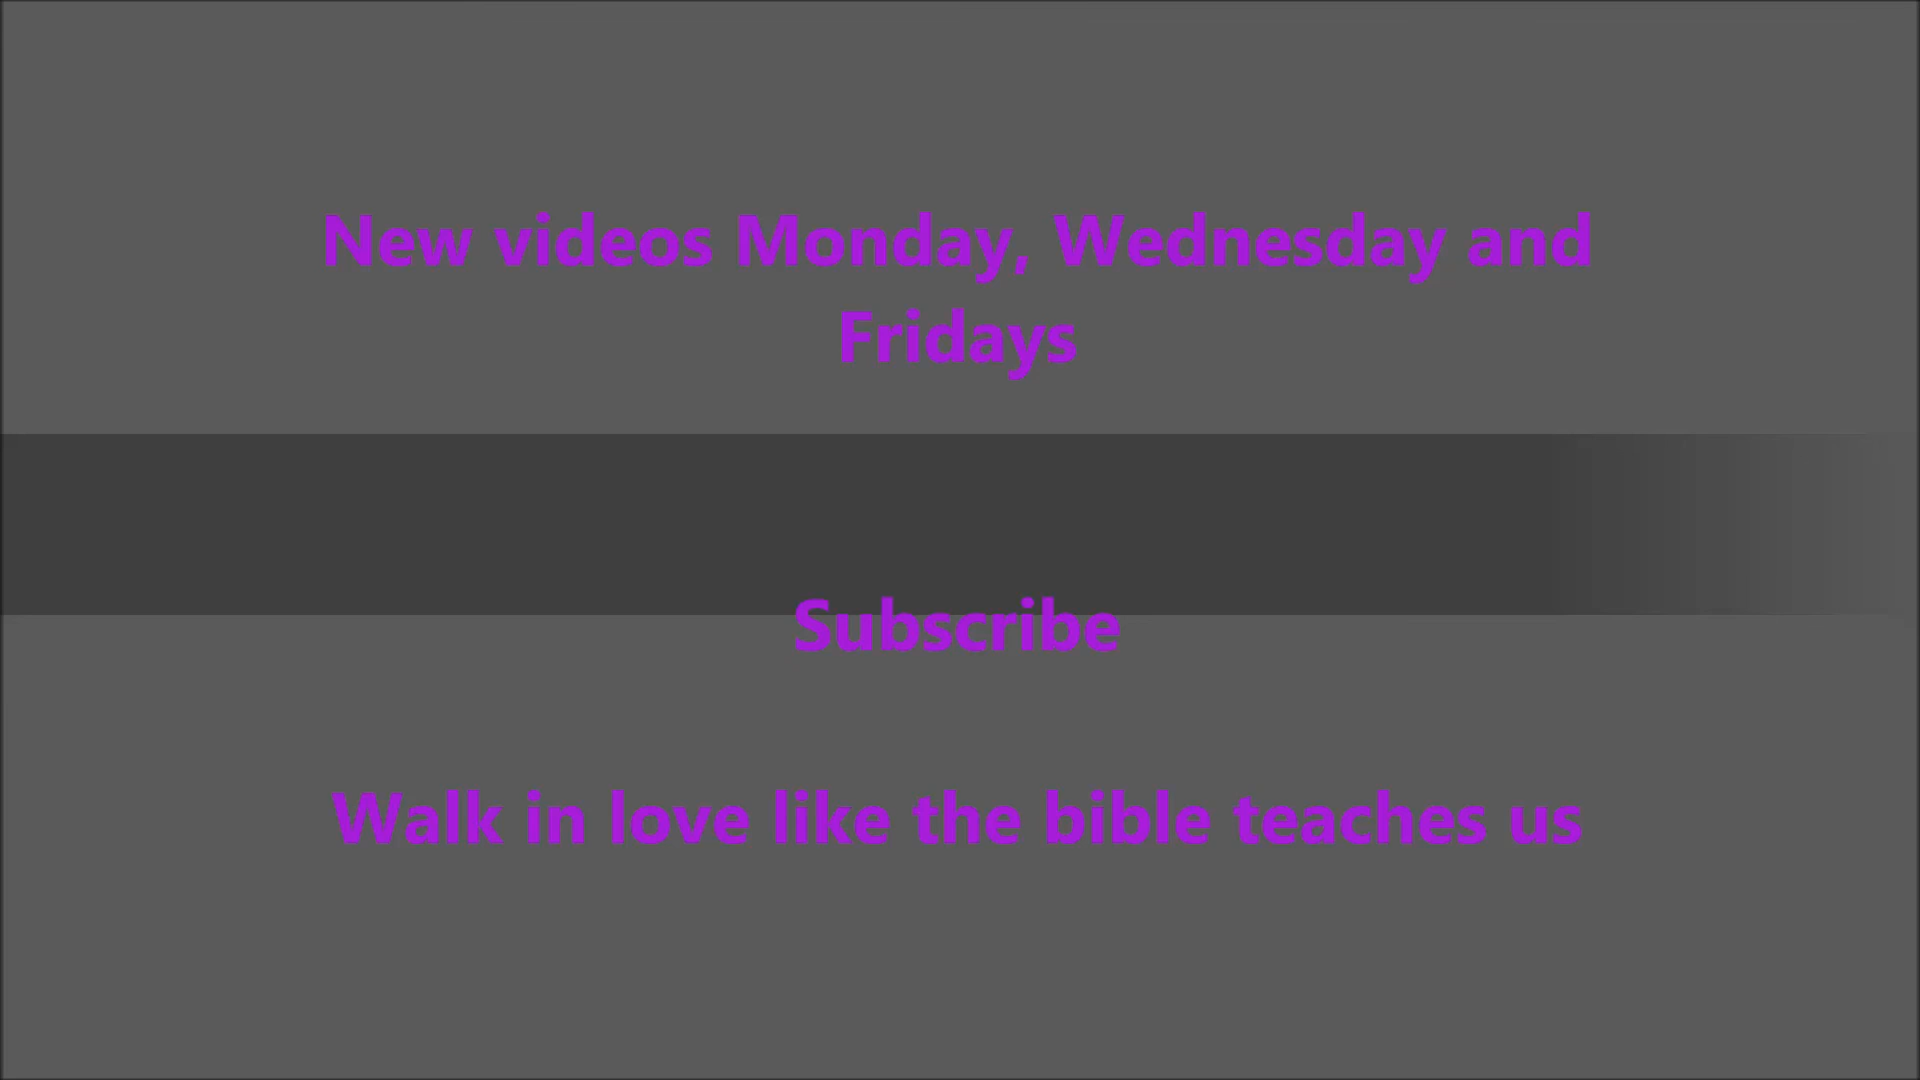 New videos Monday, Wednesday and
Fridays
Subscribe
Walk in love like the bible teaches us